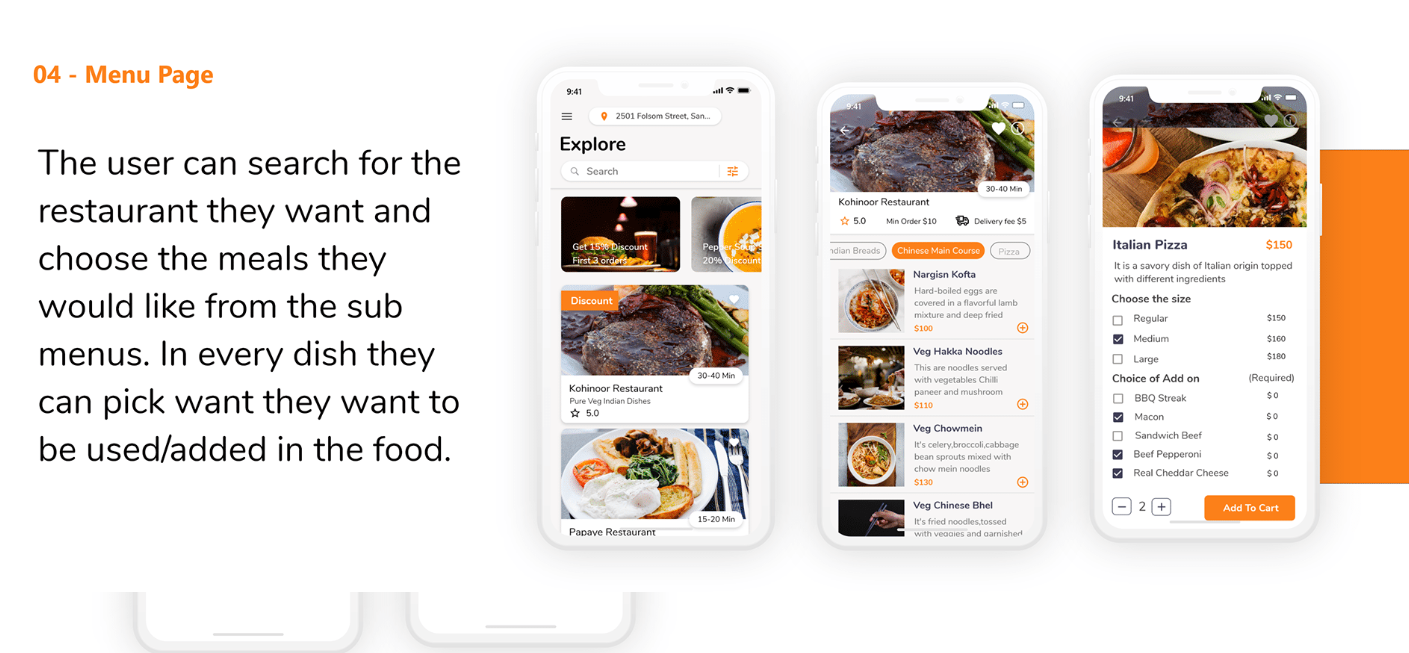 04 - Menu Page
The user can search for the
restaurant they want and
choose the meals they
would like from the sub
menus. In every dish they
can pick want they want to
be used/added in the food.
9:41
2501 Folsom Street, San...
Explore
Search
Get 15% Discount
First 3 orders
20% Discount
Discount
30-40 Min
Kohinoor Restaurant
Pure Veg Indian Dishes
5.0
15-20 Min
Papaye Restaurant
9:41
30-40 Min
Kohinoor Restaurant
5.0 Min Order $10 Delivery fee $5
ndian Breads Chinese Main Course Pizza
Nargisn Kofta
Hard-boiled eggs are
covered in a flavorful lamb
mixture and deep fried
$100
Veg Hakka Noodles
This are noodles served
with vegetables Chilli
paneer and mushroom
$110
Veg Chowmein
It's celery,broccoli,cabbage
bean sprouts mixed with
chow mein noodles
$130
Veg Chinese Bhel
It's fried noodles,tossed
with veggies and garnished
9:41
Italian Pizza $150
It is a savory dish of Italian origin topped
with different ingredients
Choose the size
Regular $150
Medium $160
Large $180
Choice of Add on (Required)
BBQ Streak $0
Macon $0
Sandwich Beef $0
Beef Pepperoni $0
Real Cheddar Cheese $0
2 Add To Cart